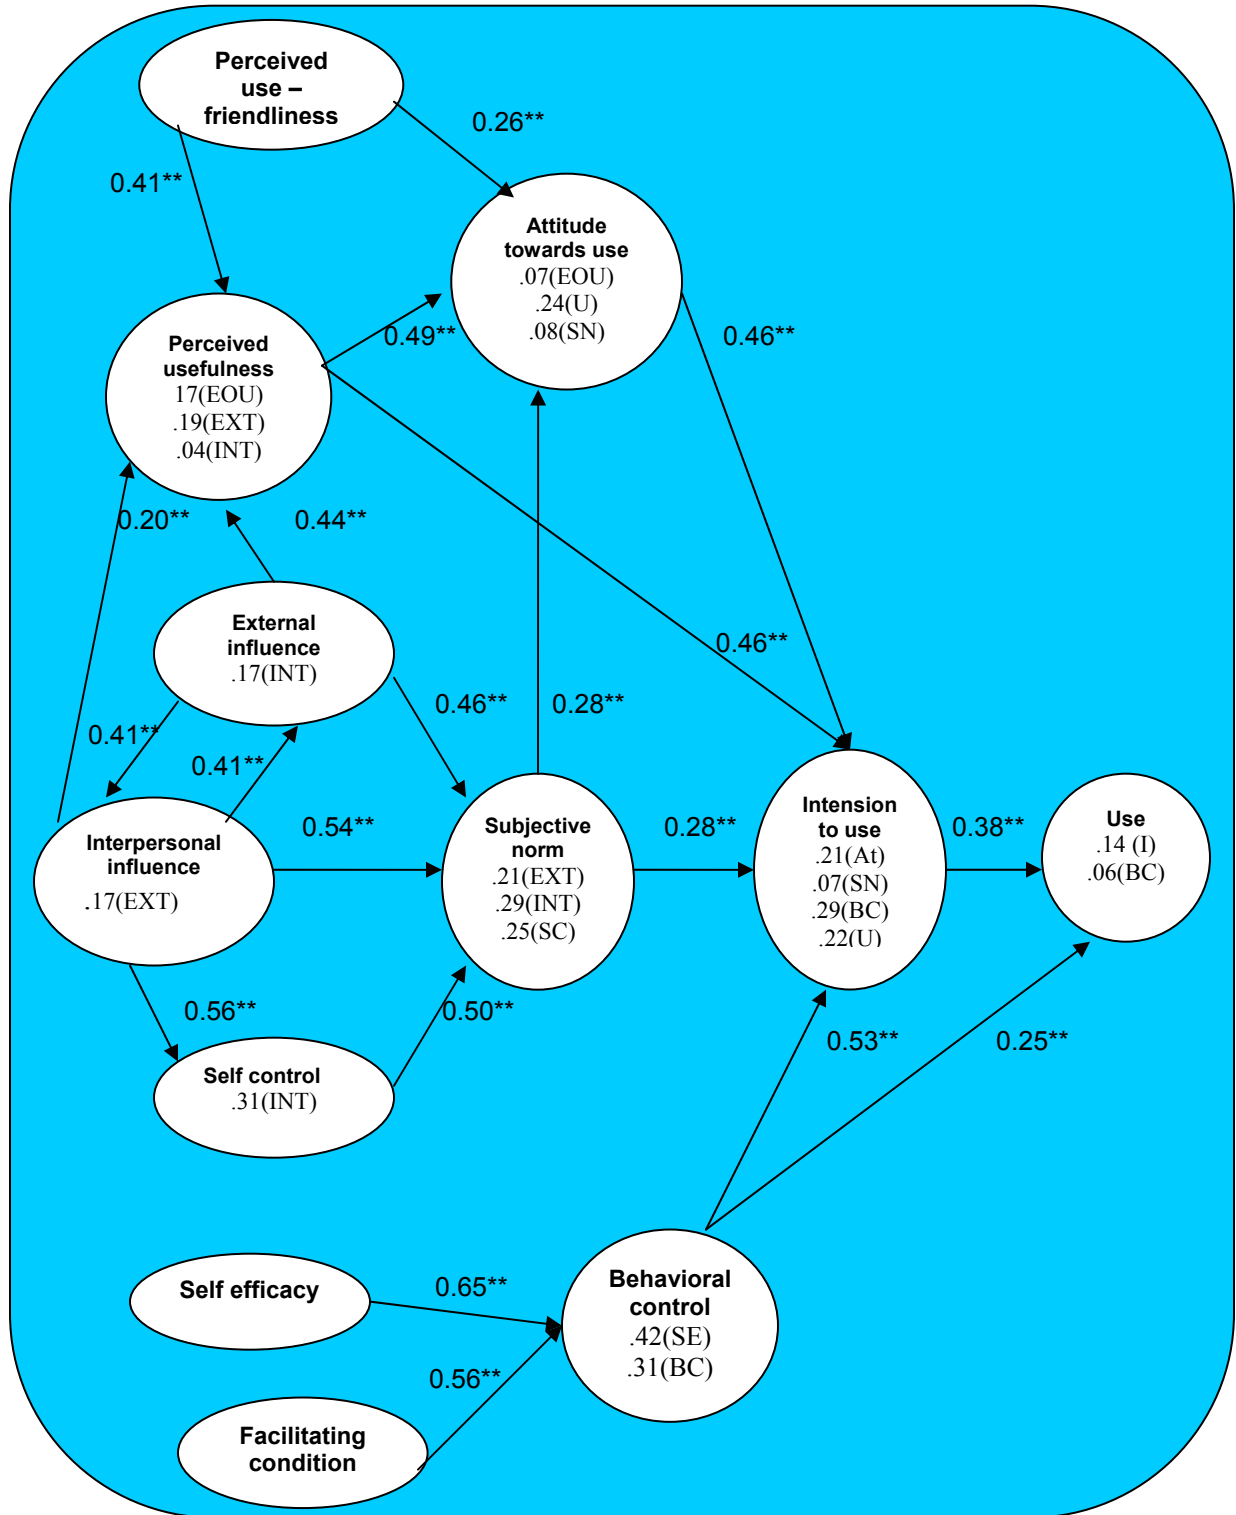 Perceived
use –
friendliness
0.26**
0.41**
Attitude
towards use
.07(EOU)
.24(U)
.08(SN)
0.49**
0.46**
Perceived
usefulness
17(EOU)
.19(EXT)
.04(INT)
0.20**
0.44**
External
influence
.17(INT)
0.46**
0.28**
0.46**
0.41**
0.41**
Interpersonal
influence
.17(EXT)
0.54**
Subjective
norm
.21(EXT)
.29(INT)
.25(SC)
0.28**
Intension
to use
.21(At)
.07(SN)
.29(BC)
.22(U)
0.38**
Use
.14 (I)
.06(BC)
0.56**
0.50**
0.53**
0.25**
Self control
.31(INT)
Self efficacy
0.65**
Behavioral
control
.42(SE)
.31(BC)
0.56**
Facilitating
condition